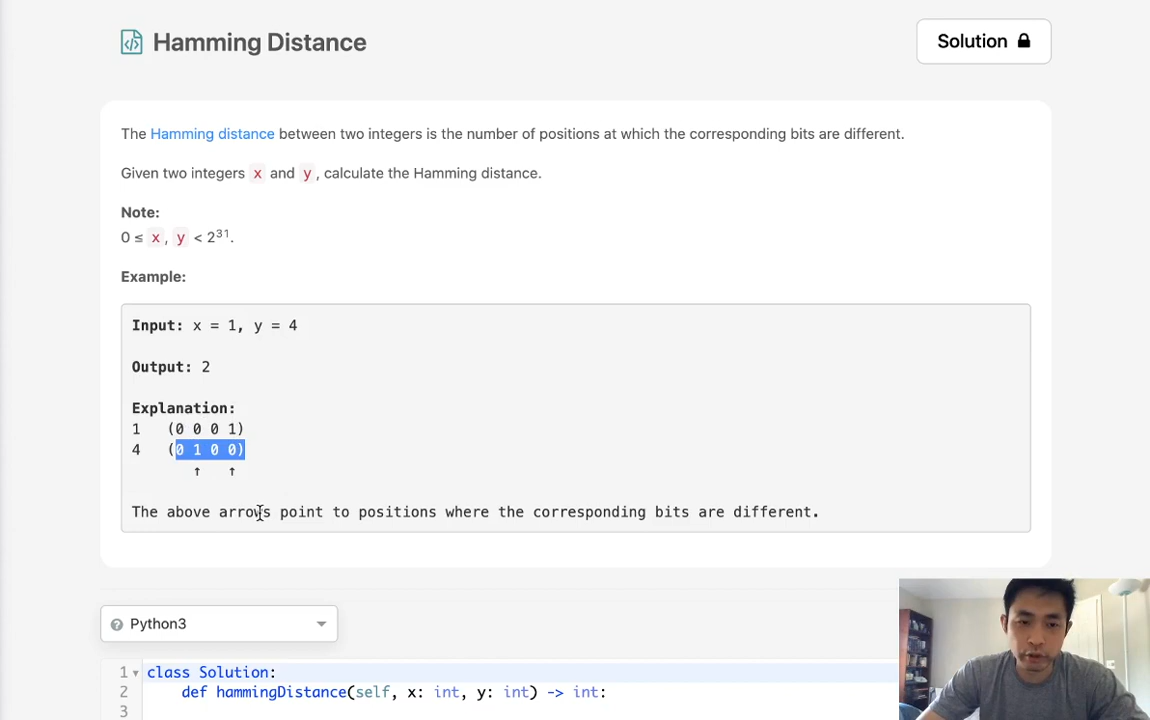 Hamming Distance
Solution
The Hamming distance between two integers is the number of positions at which the corresponding bits are different.
Given two integers x and y, calculate the Hamming distance.
Note:
0 ≤ x, y < 2³¹.
Example:
Input: x = 1, y = 4
Output: 2
Explanation:
1   (0 0 0 1)
4   (0 1 0 0)
       ↑   ↑
The above arrows point to positions where the corresponding bits are different.
Python3
1 class Solution:
2     def hammingDistance(self, x: int, y: int) -> int:
3